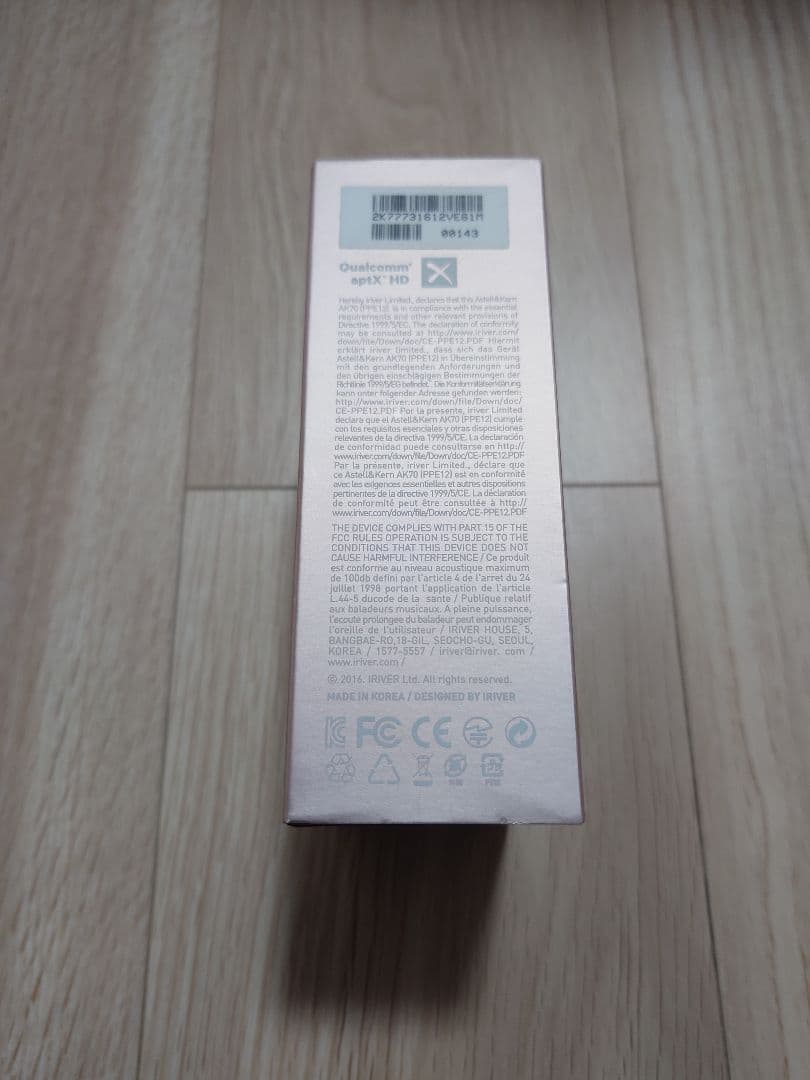 2K77731612VE61M
00143
Qualcomm®
aptX™ HD
Hereby iriver Limited., declares that this Astell&Kern
AK70 (PPE12) is in compliance with the essential
requirements and other relevant provisions of
Directive 1999/5/EG. The declaration of conformity
may be consulted at http://www.iriver.com/
down/file/Down/doc/CE-PPE12.PDF Hiermit
erklärt iriver limited., dass sich das Gerät
Astell&Kern AK70 (PPE12) in Übereinstimmung
mit den grundlegenden Anforderungen und
den übrigen einschlägigen Bestimmungen der
Richtlinie 1999/5/EG befindet. Die Konformitätserklärung
kann unter folgender Adresse gefunden werden:
http://www.iriver.com/down/file/Down/doc/
CE-PPE12.PDF Por la presente, iriver Limited
declara que el Astell&Kern AK70 (PPE12) cumple
con los requisitos esenciales y otras disposiciones
relevantes de la directiva 1999/5/CE. La declaración
de conformidad puede consultarse en http://
www.iriver.com/down/file/Down/doc/CE-PPE12.PDF
Par la présente, iriver Limited., déclare que
ce Astell&Kern AK70 (PPE12) est en conformité
avec les exigences essentielles et autres dispositions
pertinentes de la directive 1999/5/CE. La déclaration
de conformité peut être consultée à http://
www.iriver.com/down/file/Down/doc/CE-PPE12.PDF
THE DEVICE COMPLIES WITH PART 15 OF THE
FCC RULES OPERATION IS SUBJECT TO THE
CONDITIONS THAT THIS DEVICE DOES NOT
CAUSE HARMFUL INTERFERENCE / Ce produit
est conforme au niveau acoustique maximum
de 100db defini par l'article 4 de l'arret du 24
juillet 1998 portant l'application de l'article
L.44-5 ducode de la sante / Publique relatif
aux baladeurs musicaux. A pleine puissance,
l'ecoute prolongee du baladeur peut endommager
l'oreille de l'utilisateur / IRIVER HOUSE, 5,
BANGBAE-RO,18-GIL, SEOCHO-GU, SEOUL,
KOREA / 1577-5557 / iriver@iriver. com /
www.iriver.com /
© 2016. IRIVER Ltd. All rights reserved.
MADE IN KOREA / DESIGNED BY IRIVER
FC CE